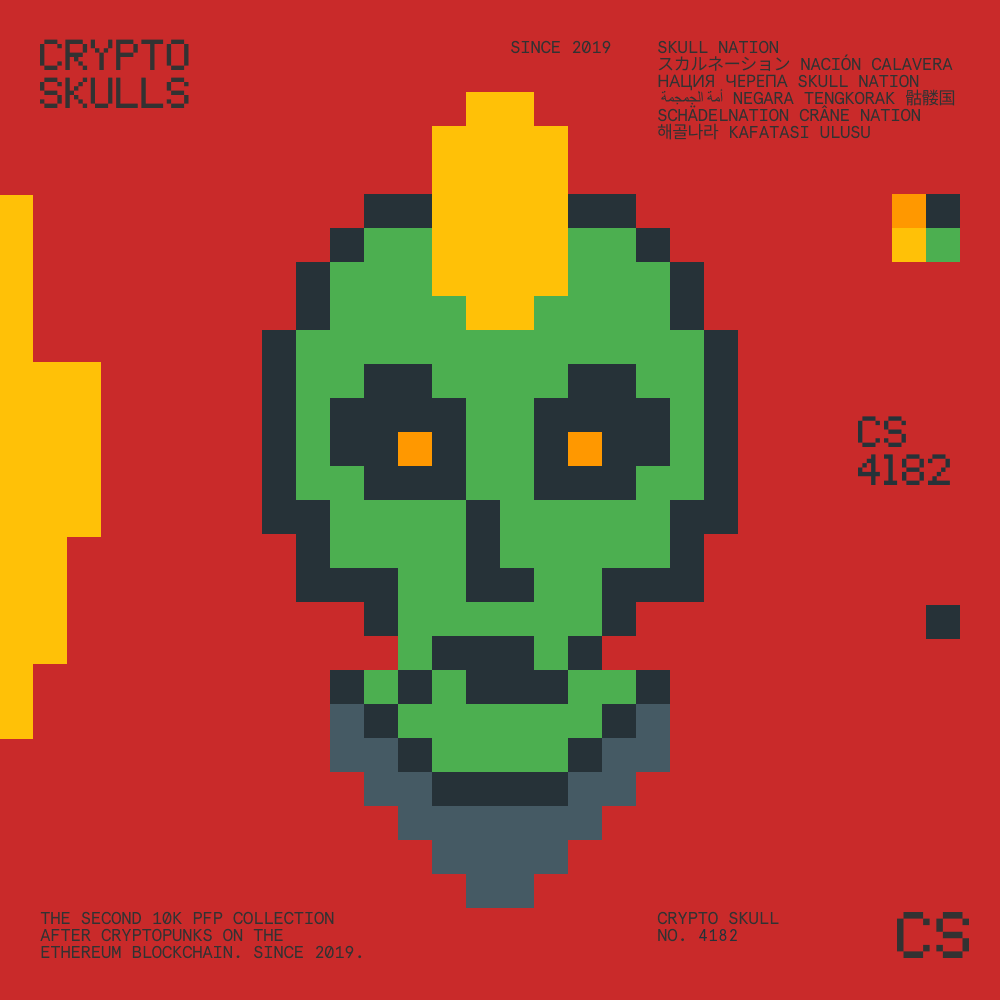 CRYPTO
SKULLS
SINCE 2019
SKULL NATION
スカルネーション NACIÓN CALAVERA
НАЦИЯ ЧЕРЕПА SKULL NATION
أمة الجمجمة NEGARA TENGKORAK 骷髅国
SCHÄDELNATION CRÂNE NATION
해골나라 KAFATASI ULUSU
CS
4182
THE SECOND 10K PFP COLLECTION
AFTER CRYPTOPUNKS ON THE
ETHEREUM BLOCKCHAIN. SINCE 2019.
CRYPTO SKULL
NO. 4182
CS